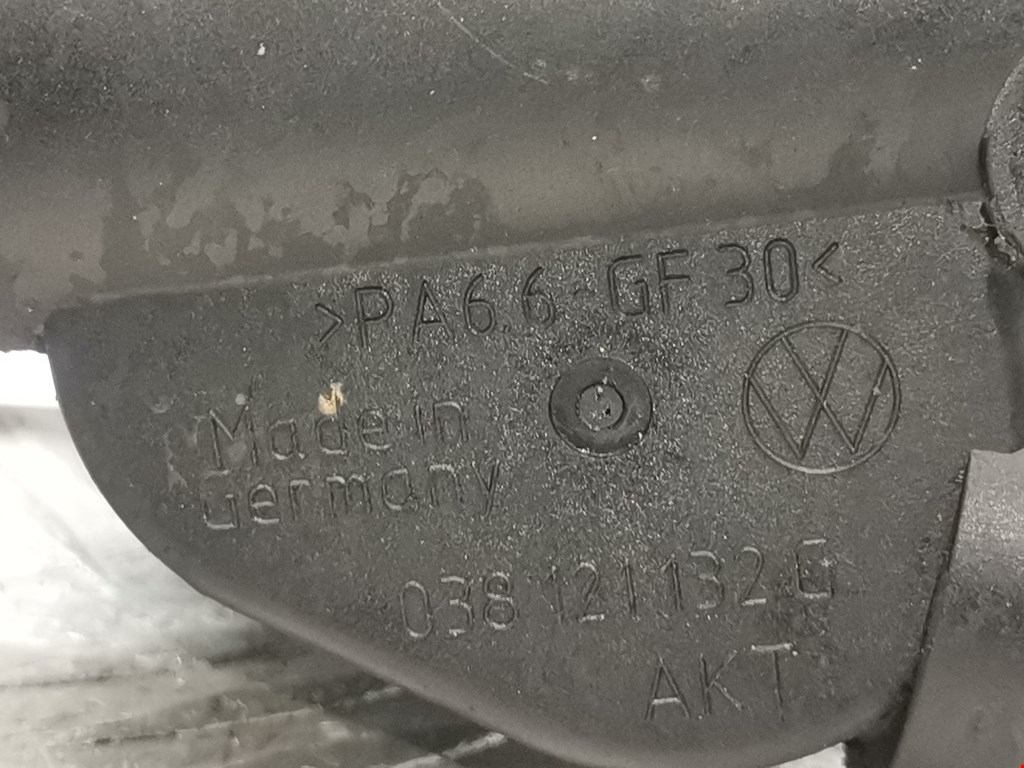 >PA6.6-GF30<
Made in
Germany
038 121 132 G
AKT